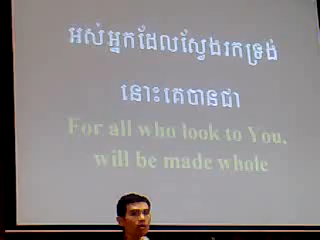 អស់អ្នកដែលស្វែងរកទ្រង់
នោះគេបានជា
For all who look to You,
will be made whole